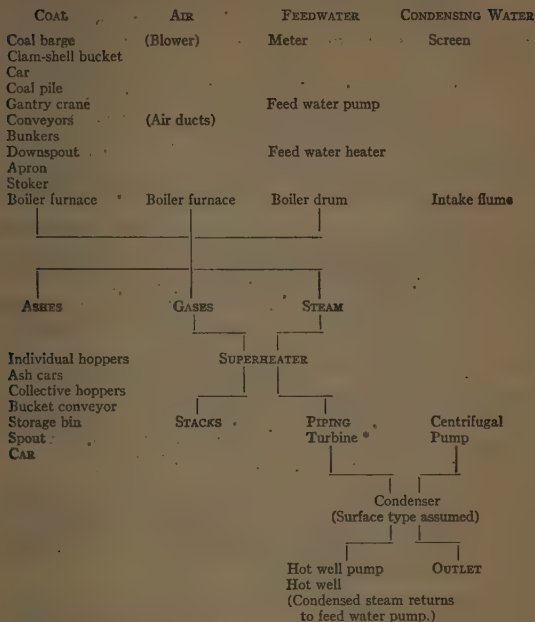 COAL AIR FEEDWATER CONDENSING WATER
Coal barge (Blower) Meter Screen
Clam-shell bucket
Car
Coal pile
Gantry crane Feed water pump
Conveyors (Air ducts)
Bunkers
Downspout Feed water heater
Apron
Stoker
Boiler furnace Boiler furnace Boiler drum Intake flume
ASHES GASES STEAM
Individual hoppers SUPERHEATER
Ash cars
Collective hoppers
Bucket conveyor
Storage bin STACKS PIPING Centrifugal
Spout Turbine * Pump
CAR
Condenser
(Surface type assumed)
Hot well pump OUTLET
Hot well
(Condensed steam returns
to feed water pump.)